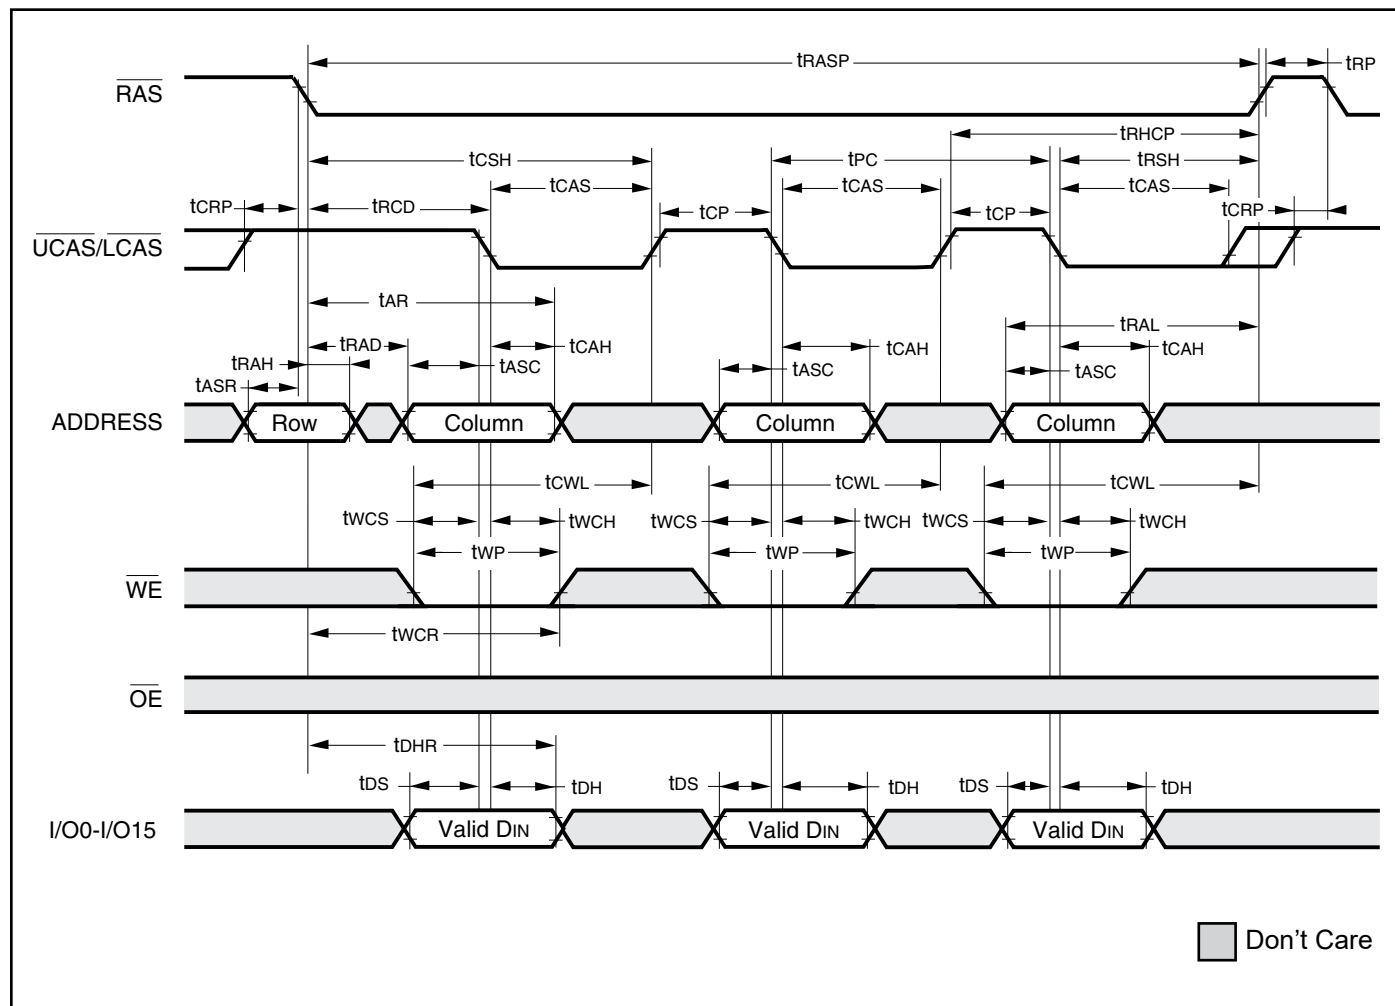 tRASP
tRP
RAS
tRHCP
tCSH
tPC
tRSH
tCAS
tCAS
tCAS
tCRP
tRCD
tCP
tCP
tCRP
UCAS/LCAS
tAR
tRAL
tRAD
tRAH
tCAH
tCAH
tCAH
tASR
tASC
tASC
tASC
ADDRESS
Row
Column
Column
Column
tCWL
tCWL
tCWL
tWCS
tWCH
tWCS
tWCH
tWCS
tWCH
tWP
tWP
tWP
WE
tWCR
OE
tDHR
tDS
tDH
tDS
tDH
tDS
tDH
I/O0-I/O15
Valid DIN
Valid DIN
Valid DIN
Don't Care